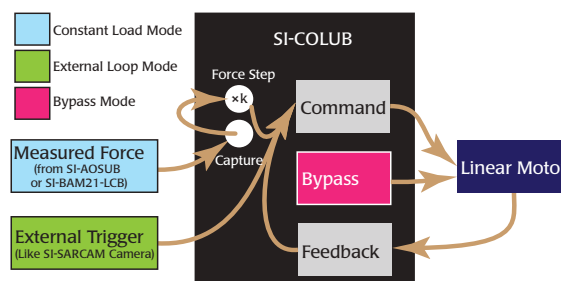 Constant Load Mode
External Loop Mode
Bypass Mode
SI-COLUB
Force Step
×k
Capture
Command
Bypass
Feedback
Measured Force
(from SI-AOSUB
or SI-BAM21-LCB)
External Trigger
(Like SI-SARCAM Camera)
Linear Moto